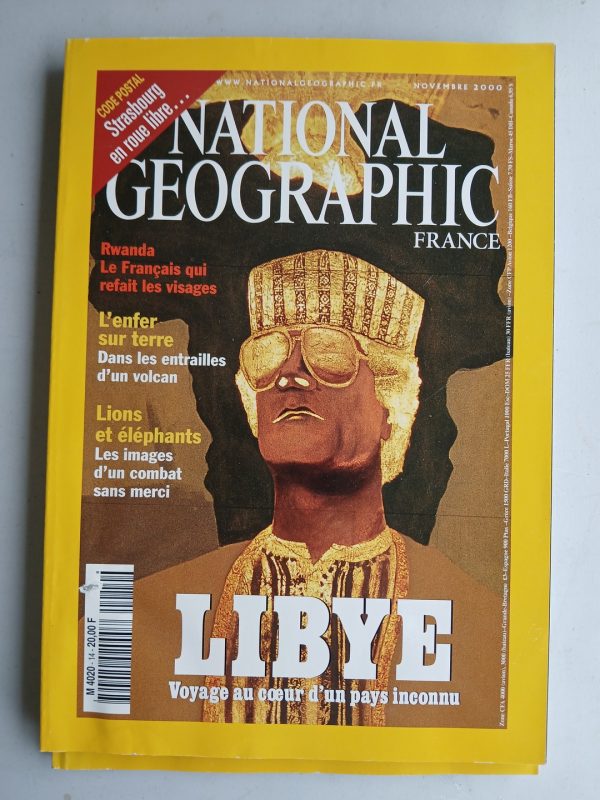 CODE POSTAL
Strasbourg
en roue libre...
WWW.NATIONALGEOGRAPHIC.FR
NOVEMBRE 2000
NATIONAL
GEOGRAPHIC
FRANCE
Rwanda
Le Français qui
refait les visages
L'enfer
sur terre
Dans les entrailles
d'un volcan
Lions
et éléphants
Les images
d'un combat
sans merci
LIBYE
Voyage au cœur d'un pays inconnu
M 4020 - 14 - 20,00 F